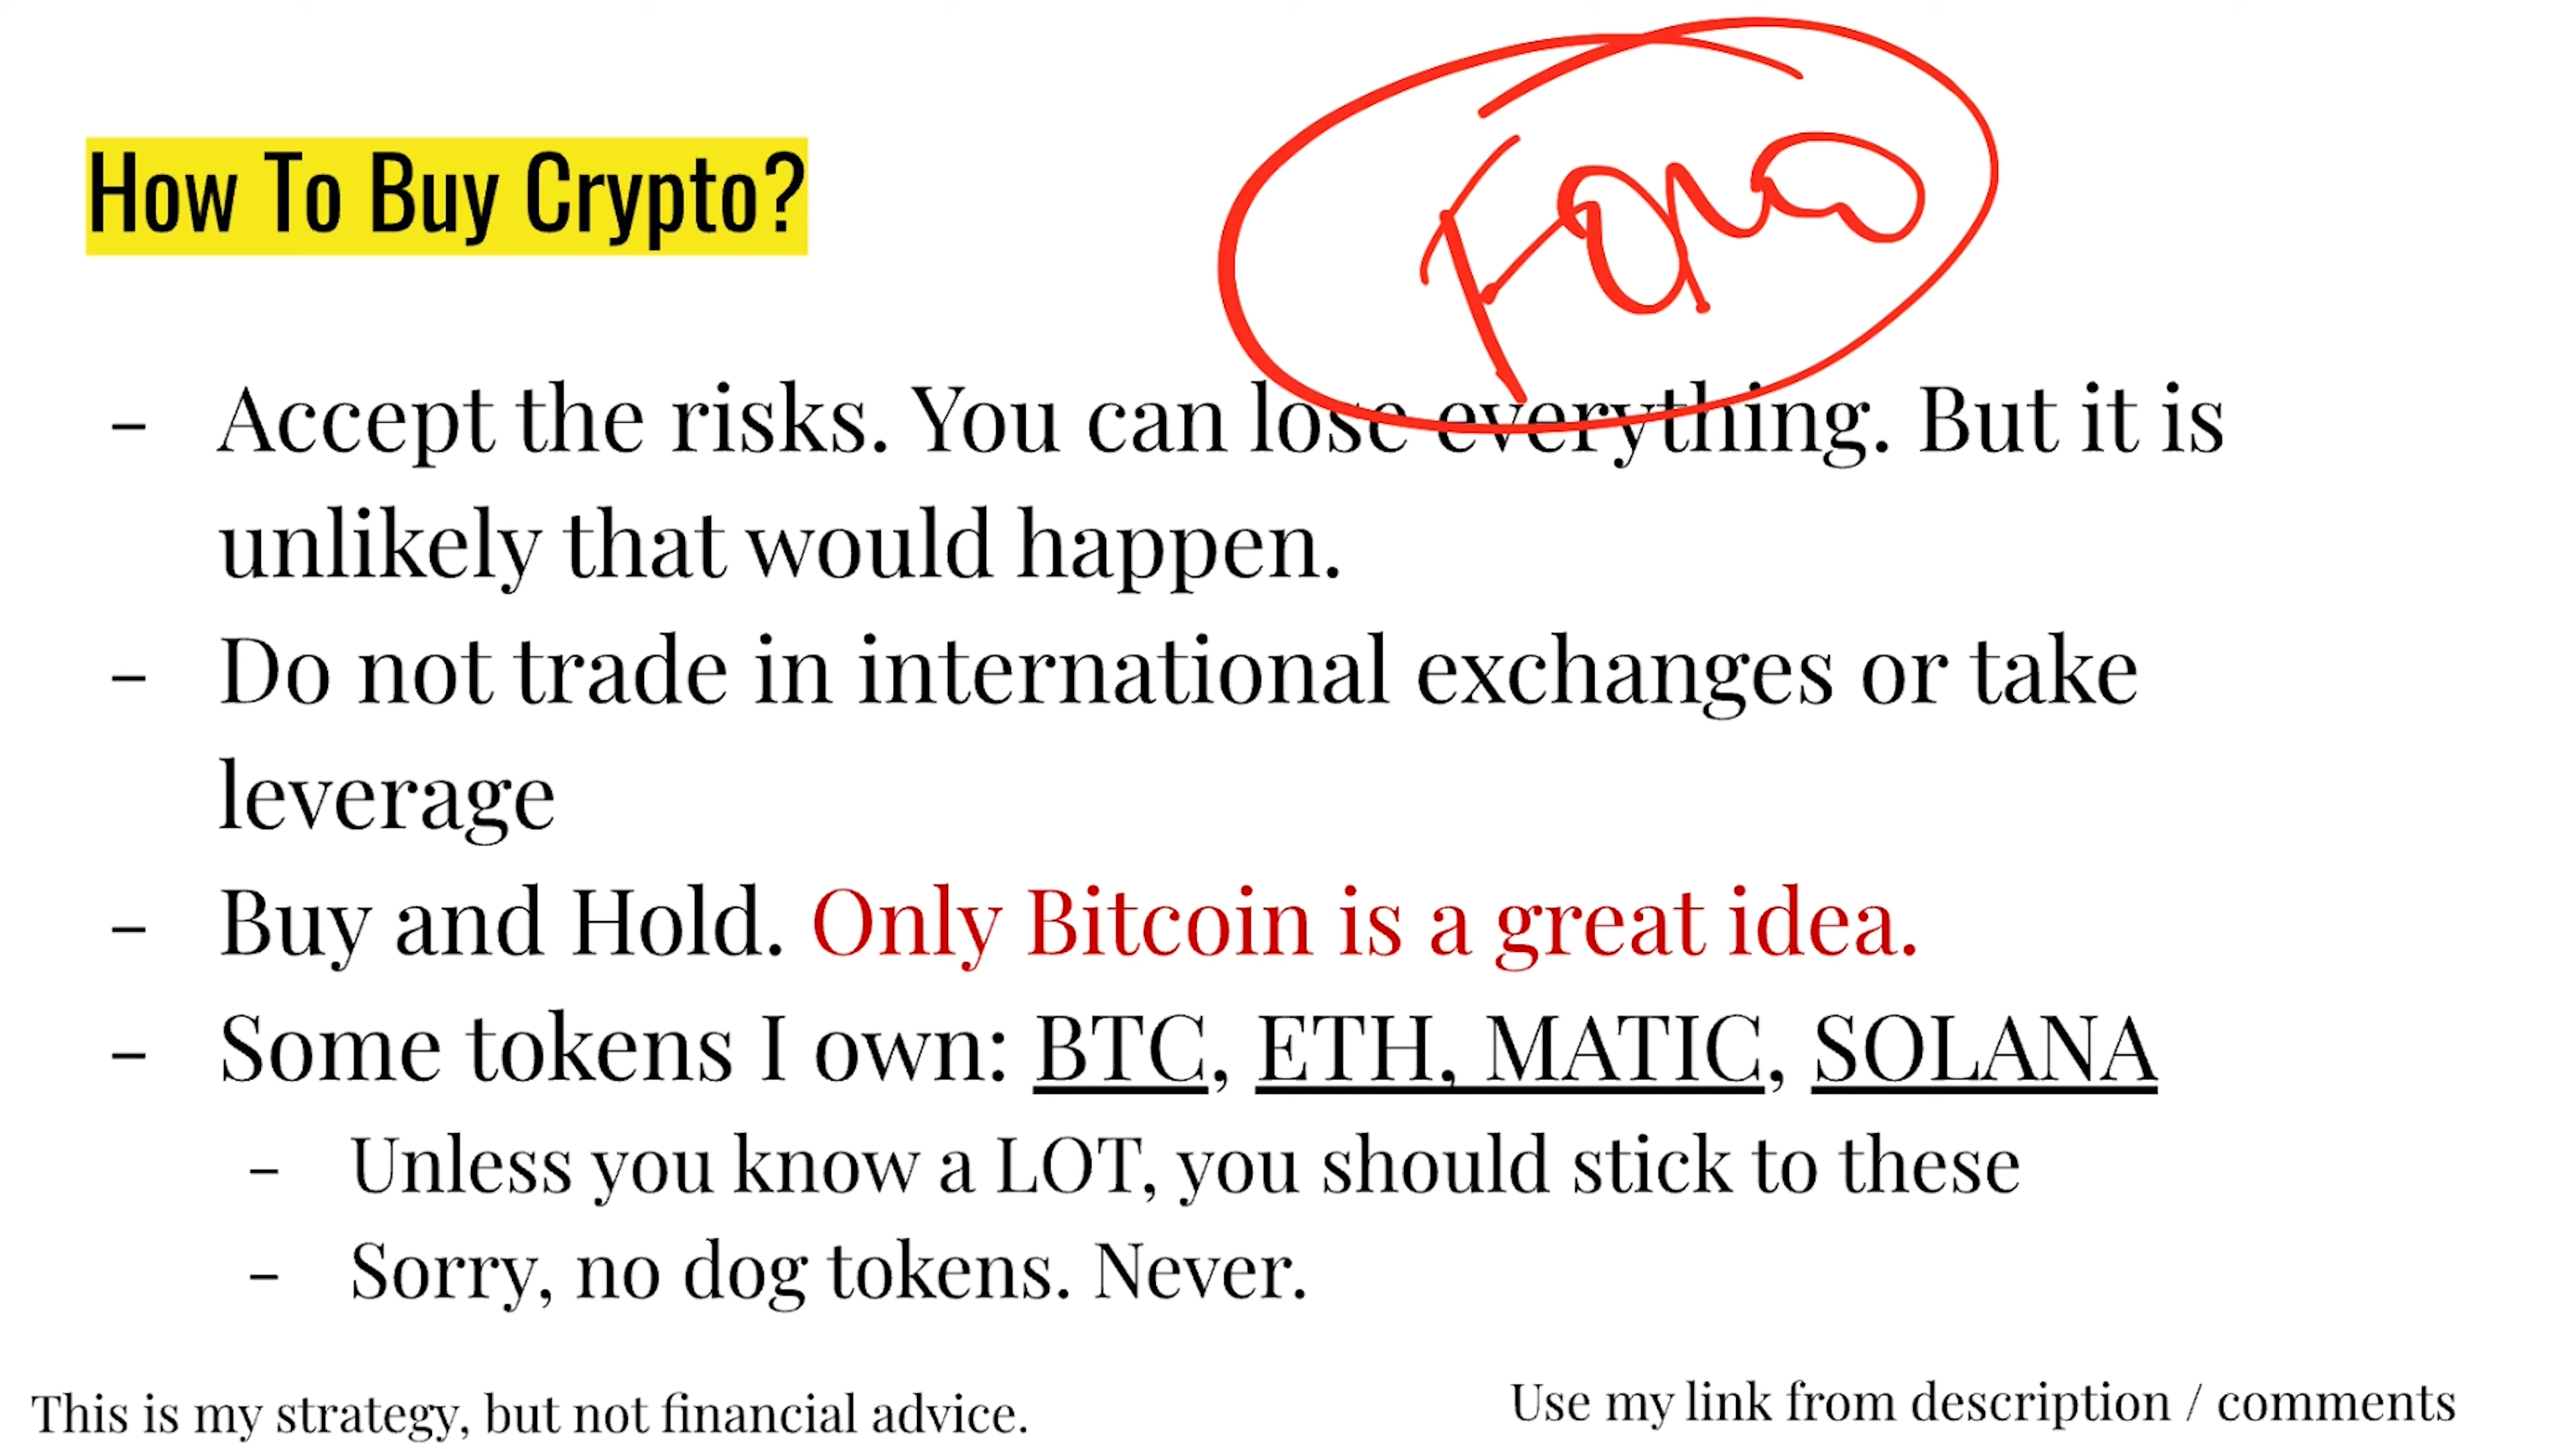 How To Buy Crypto?
Fomo
- Accept the risks. You can lose everything. But it is
unlikely that would happen.
- Do not trade in international exchanges or take
leverage
- Buy and Hold. Only Bitcoin is a great idea.
- Some tokens I own: BTC, ETH, MATIC, SOLANA
- Unless you know a LOT, you should stick to these
- Sorry, no dog tokens. Never.
This is my strategy, but not financial advice.
Use my link from description / comments